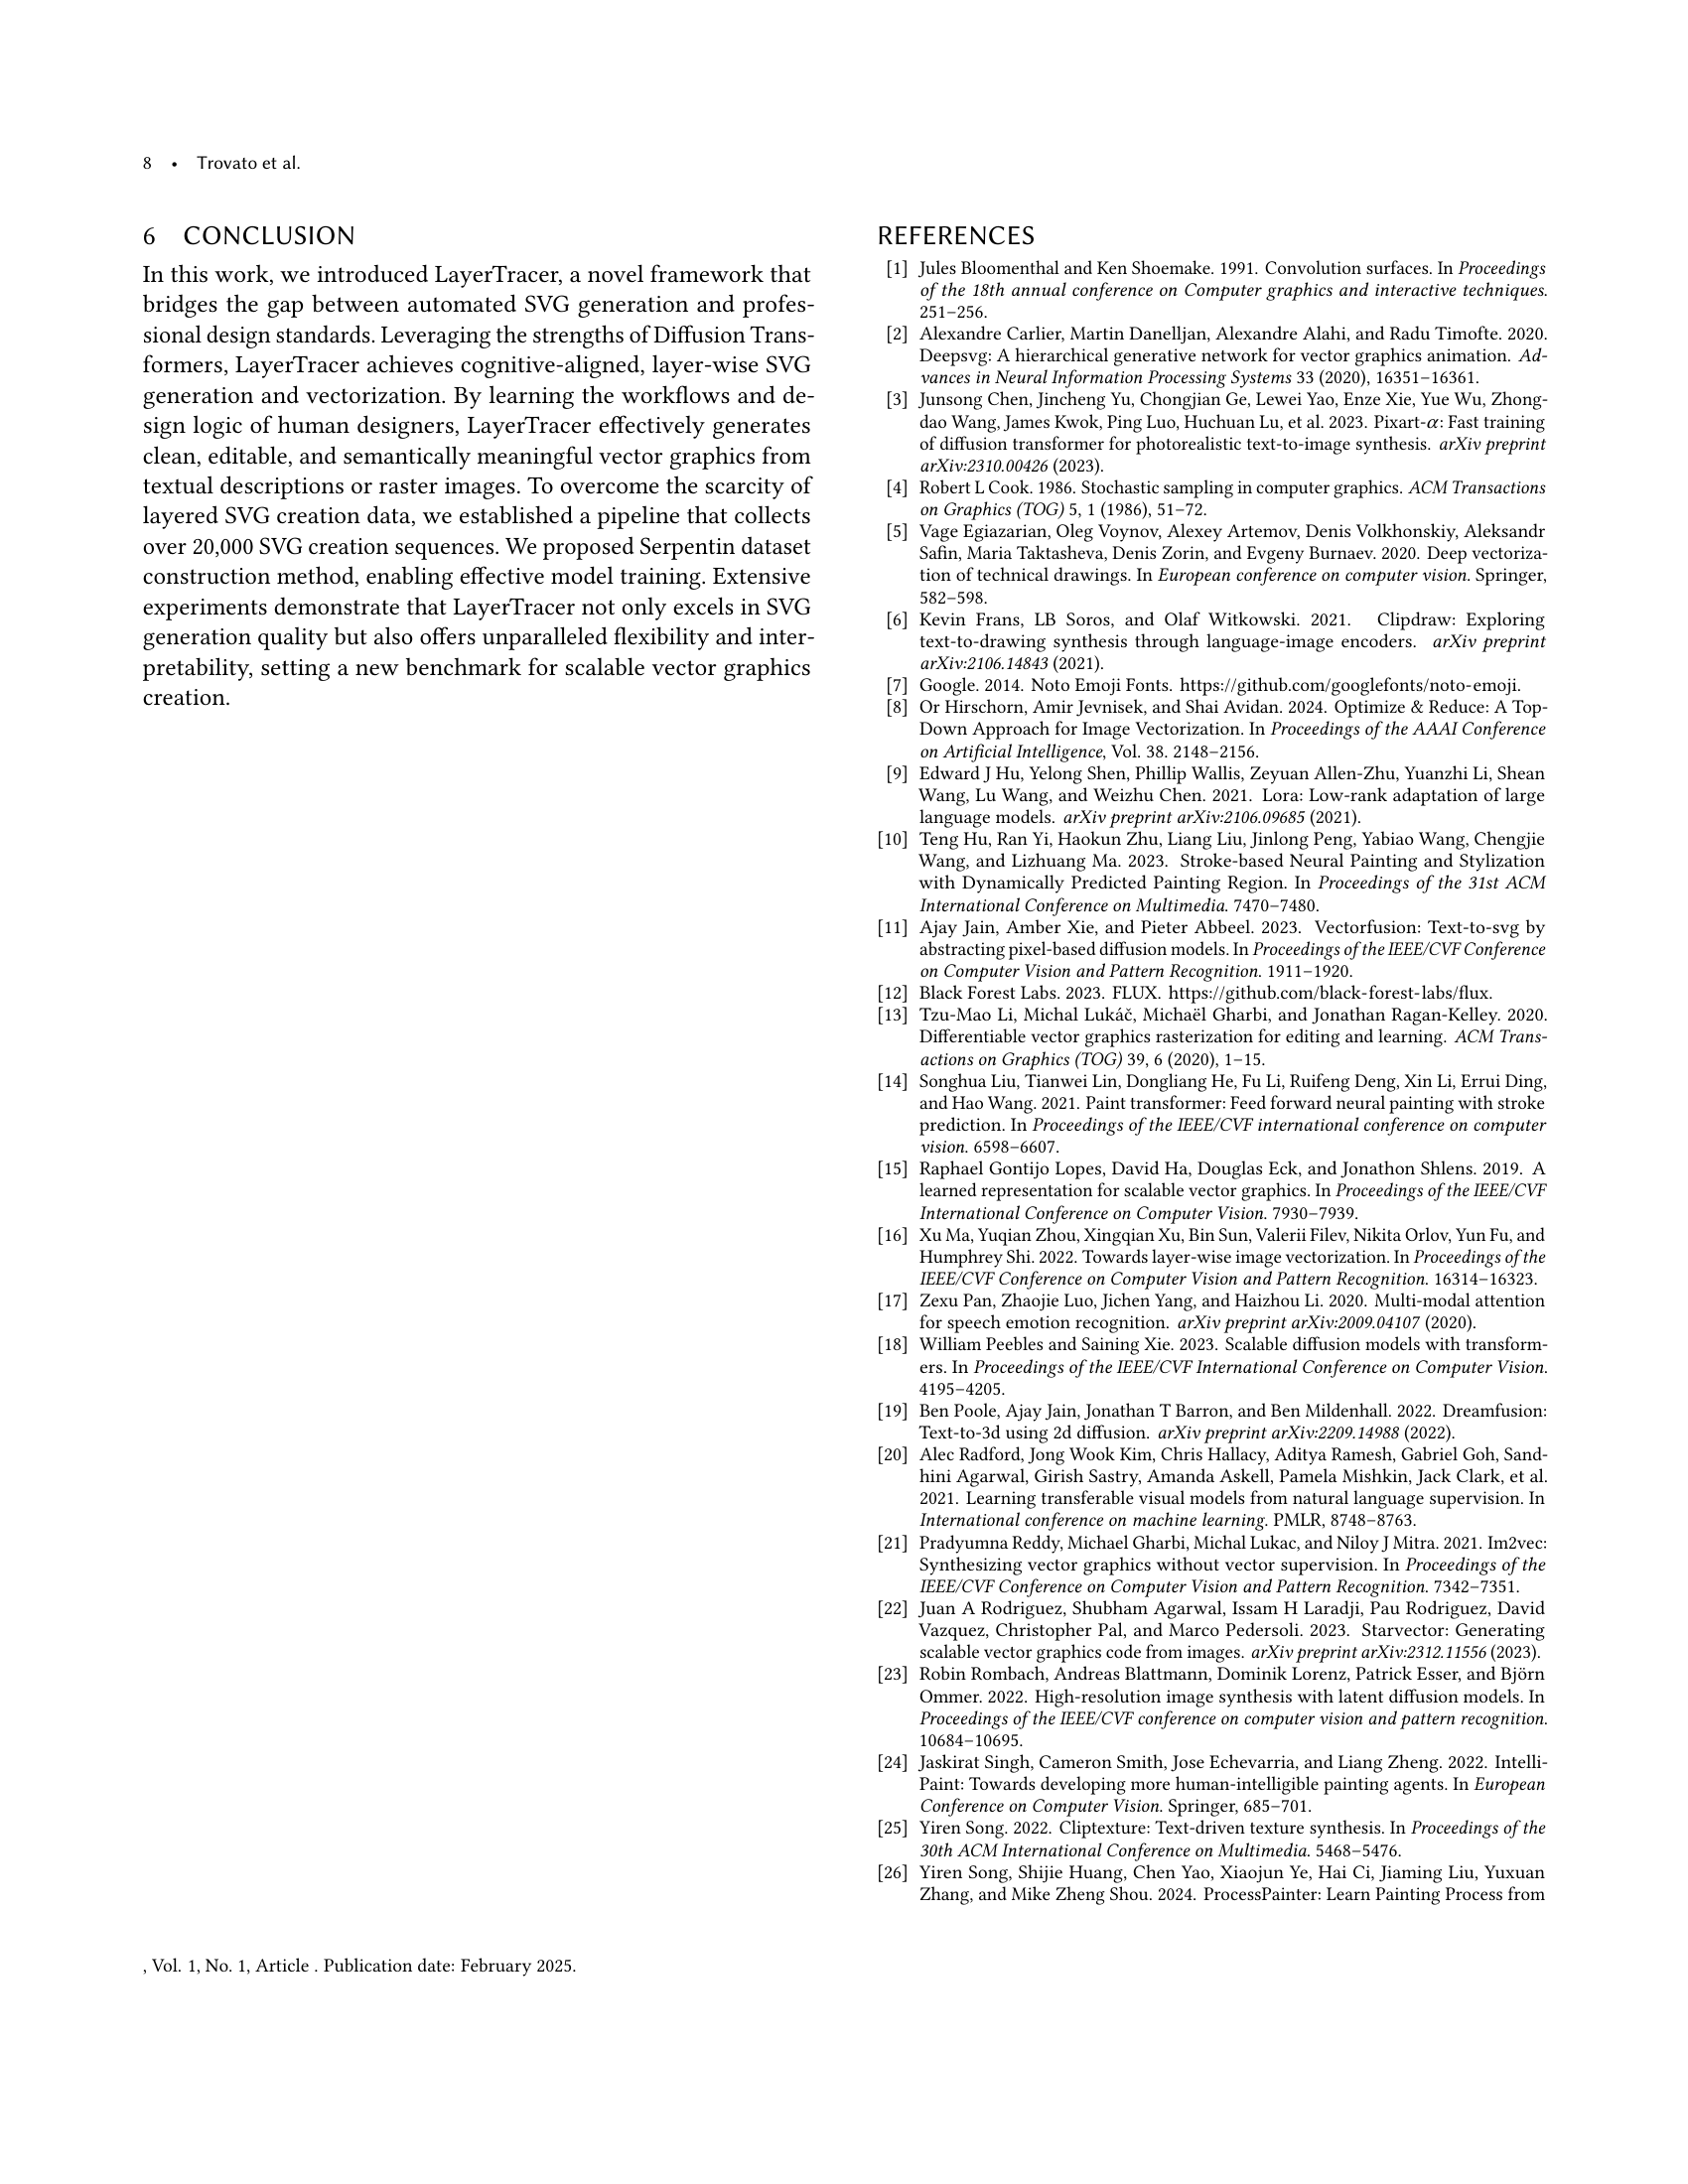 8 • Trovato et al.
6 CONCLUSION
In this work, we introduced LayerTracer, a novel framework that
bridges the gap between automated SVG generation and profes-
sional design standards. Leveraging the strengths of Diffusion Trans-
formers, LayerTracer achieves cognitive-aligned, layer-wise SVG
generation and vectorization. By learning the workflows and de-
sign logic of human designers, LayerTracer effectively generates
clean, editable, and semantically meaningful vector graphics from
textual descriptions or raster images. To overcome the scarcity of
layered SVG creation data, we established a pipeline that collects
over 20,000 SVG creation sequences. We proposed Serpentin dataset
construction method, enabling effective model training. Extensive
experiments demonstrate that LayerTracer not only excels in SVG
generation quality but also offers unparalleled flexibility and inter-
pretability, setting a new benchmark for scalable vector graphics
creation.
REFERENCES
[1] Jules Bloomenthal and Ken Shoemake. 1991. Convolution surfaces. In Proceedings
of the 18th annual conference on Computer graphics and interactive techniques.
251–256.
[2] Alexandre Carlier, Martin Danelljan, Alexandre Alahi, and Radu Timofte. 2020.
Deepsvg: A hierarchical generative network for vector graphics animation. Ad-
vances in Neural Information Processing Systems 33 (2020), 16351–16361.
[3] Junsong Chen, Jincheng Yu, Chongjian Ge, Lewei Yao, Enze Xie, Yue Wu, Zhong-
dao Wang, James Kwok, Ping Luo, Huchuan Lu, et al. 2023. Pixart-α: Fast training
of diffusion transformer for photorealistic text-to-image synthesis. arXiv preprint
arXiv:2310.00426 (2023).
[4] Robert L Cook. 1986. Stochastic sampling in computer graphics. ACM Transactions
on Graphics (TOG) 5, 1 (1986), 51–72.
[5] Vage Egiazarian, Oleg Voynov, Alexey Artemov, Denis Volkhonskiy, Aleksandr
Safin, Maria Taktasheva, Denis Zorin, and Evgeny Burnaev. 2020. Deep vectoriza-
tion of technical drawings. In European conference on computer vision. Springer,
582–598.
[6] Kevin Frans, LB Soros, and Olaf Witkowski. 2021. Clipdraw: Exploring
text-to-drawing synthesis through language-image encoders. arXiv preprint
arXiv:2106.14843 (2021).
[7] Google. 2014. Noto Emoji Fonts. https://github.com/googlefonts/noto-emoji.
[8] Or Hirschorn, Amir Jevnisek, and Shai Avidan. 2024. Optimize & Reduce: A Top-
Down Approach for Image Vectorization. In Proceedings of the AAAI Conference
on Artificial Intelligence, Vol. 38. 2148–2156.
[9] Edward J Hu, Yelong Shen, Phillip Wallis, Zeyuan Allen-Zhu, Yuanzhi Li, Shean
Wang, Lu Wang, and Weizhu Chen. 2021. Lora: Low-rank adaptation of large
language models. arXiv preprint arXiv:2106.09685 (2021).
[10] Teng Hu, Ran Yi, Haokun Zhu, Liang Liu, Jinlong Peng, Yabiao Wang, Chengjie
Wang, and Lizhuang Ma. 2023. Stroke-based Neural Painting and Stylization
with Dynamically Predicted Painting Region. In Proceedings of the 31st ACM
International Conference on Multimedia. 7470–7480.
[11] Ajay Jain, Amber Xie, and Pieter Abbeel. 2023. Vectorfusion: Text-to-svg by
abstracting pixel-based diffusion models. In Proceedings of the IEEE/CVF Conference
on Computer Vision and Pattern Recognition. 1911–1920.
[12] Black Forest Labs. 2023. FLUX. https://github.com/black-forest-labs/flux.
[13] Tzu-Mao Li, Michal Lukáč, Michaël Gharbi, and Jonathan Ragan-Kelley. 2020.
Differentiable vector graphics rasterization for editing and learning. ACM Trans-
actions on Graphics (TOG) 39, 6 (2020), 1–15.
[14] Songhua Liu, Tianwei Lin, Dongliang He, Fu Li, Ruifeng Deng, Xin Li, Errui Ding,
and Hao Wang. 2021. Paint transformer: Feed forward neural painting with stroke
prediction. In Proceedings of the IEEE/CVF international conference on computer
vision. 6598–6607.
[15] Raphael Gontijo Lopes, David Ha, Douglas Eck, and Jonathon Shlens. 2019. A
learned representation for scalable vector graphics. In Proceedings of the IEEE/CVF
International Conference on Computer Vision. 7930–7939.
[16] Xu Ma, Yuqian Zhou, Xingqian Xu, Bin Sun, Valerii Filev, Nikita Orlov, Yun Fu, and
Humphrey Shi. 2022. Towards layer-wise image vectorization. In Proceedings of the
IEEE/CVF Conference on Computer Vision and Pattern Recognition. 16314–16323.
[17] Zexu Pan, Zhaojie Luo, Jichen Yang, and Haizhou Li. 2020. Multi-modal attention
for speech emotion recognition. arXiv preprint arXiv:2009.04107 (2020).
[18] William Peebles and Saining Xie. 2023. Scalable diffusion models with transform-
ers. In Proceedings of the IEEE/CVF International Conference on Computer Vision.
4195–4205.
[19] Ben Poole, Ajay Jain, Jonathan T Barron, and Ben Mildenhall. 2022. Dreamfusion:
Text-to-3d using 2d diffusion. arXiv preprint arXiv:2209.14988 (2022).
[20] Alec Radford, Jong Wook Kim, Chris Hallacy, Aditya Ramesh, Gabriel Goh, Sand-
hini Agarwal, Girish Sastry, Amanda Askell, Pamela Mishkin, Jack Clark, et al.
2021. Learning transferable visual models from natural language supervision. In
International conference on machine learning. PMLR, 8748–8763.
[21] Pradyumna Reddy, Michael Gharbi, Michal Lukac, and Niloy J Mitra. 2021. Im2vec:
Synthesizing vector graphics without vector supervision. In Proceedings of the
IEEE/CVF Conference on Computer Vision and Pattern Recognition. 7342–7351.
[22] Juan A Rodriguez, Shubham Agarwal, Issam H Laradji, Pau Rodriguez, David
Vazquez, Christopher Pal, and Marco Pedersoli. 2023. Starvector: Generating
scalable vector graphics code from images. arXiv preprint arXiv:2312.11556 (2023).
[23] Robin Rombach, Andreas Blattmann, Dominik Lorenz, Patrick Esser, and Björn
Ommer. 2022. High-resolution image synthesis with latent diffusion models. In
Proceedings of the IEEE/CVF conference on computer vision and pattern recognition.
10684–10695.
[24] Jaskirat Singh, Cameron Smith, Jose Echevarria, and Liang Zheng. 2022. Intelli-
Paint: Towards developing more human-intelligible painting agents. In European
Conference on Computer Vision. Springer, 685–701.
[25] Yiren Song. 2022. Cliptexture: Text-driven texture synthesis. In Proceedings of the
30th ACM International Conference on Multimedia. 5468–5476.
[26] Yiren Song, Shijie Huang, Chen Yao, Xiaojun Ye, Hai Ci, Jiaming Liu, Yuxuan
Zhang, and Mike Zheng Shou. 2024. ProcessPainter: Learn Painting Process from
, Vol. 1, No. 1, Article . Publication date: February 2025.